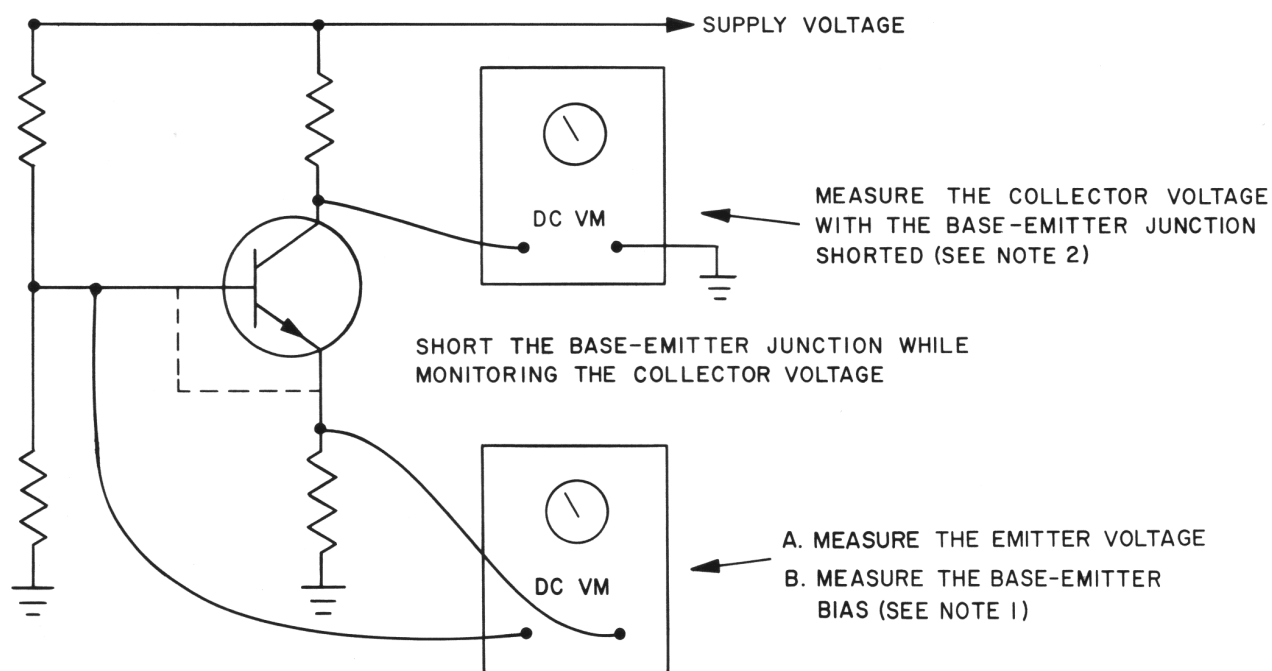 SUPPLY VOLTAGE
DC VM
MEASURE THE COLLECTOR VOLTAGE
WITH THE BASE-EMITTER JUNCTION
SHORTED (SEE NOTE 2)
SHORT THE BASE-EMITTER JUNCTION WHILE
MONITORING THE COLLECTOR VOLTAGE
DC VM
A. MEASURE THE EMITTER VOLTAGE
B. MEASURE THE BASE-EMITTER
BIAS (SEE NOTE 1)